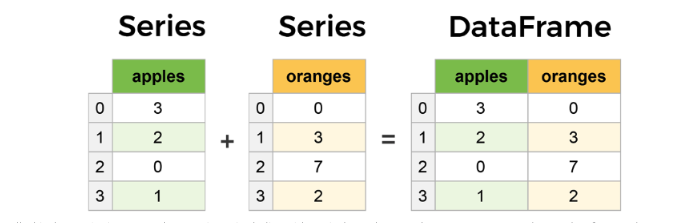 Series Series DataFrame
apples oranges apples oranges
0 3 0 0 0 3 0
1 2 1 3 1 2 3
+ =
2 0 2 7 2 0 7
3 1 3 2 3 1 2